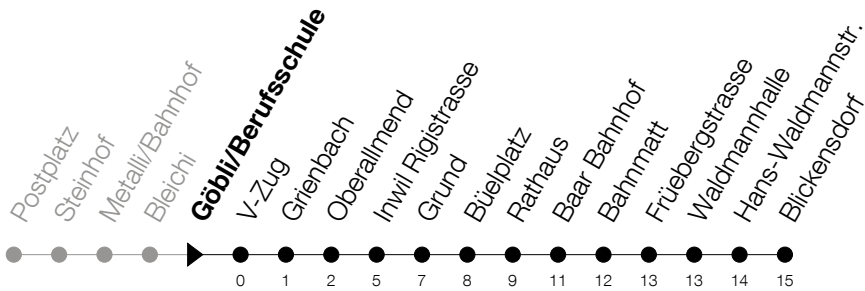 Postplatz
Steinhof
Metalli/Bahnhof
Bleichi
Göbli/Berufsschule
V-Zug
Grienbach
Oberallmend
Inwil Rigistrasse
Grund
Büelplatz
Rathaus
Baar Bahnhof
Bahnmatt
Früebergstrasse
Waldmannhalle
Hans-Waldmannstr.
Blickensdorf
0 1 2 5 7 8 9 11 12 13 13 14 15